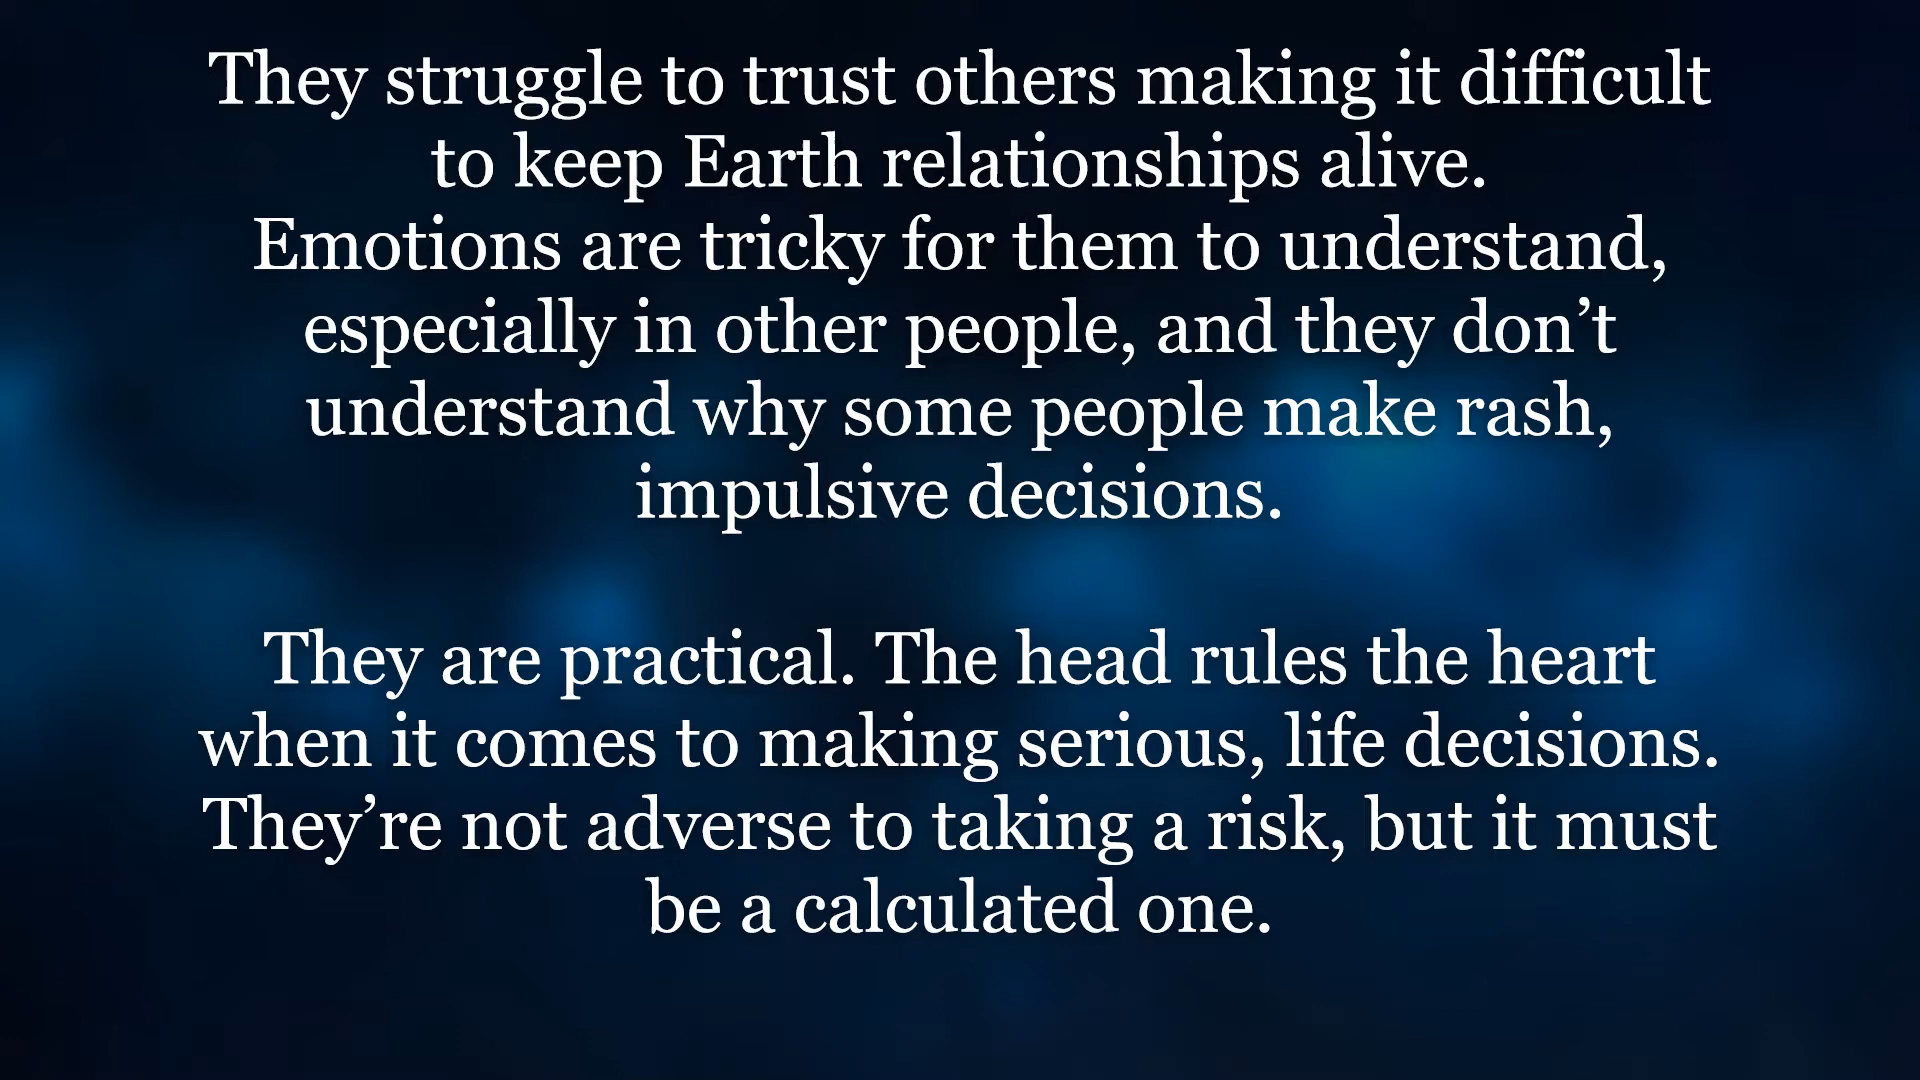 They struggle to trust others making it difficult
to keep Earth relationships alive.
Emotions are tricky for them to understand,
especially in other people, and they don’t
understand why some people make rash,
impulsive decisions.
They are practical. The head rules the heart
when it comes to making serious, life decisions.
They’re not adverse to taking a risk, but it must
be a calculated one.